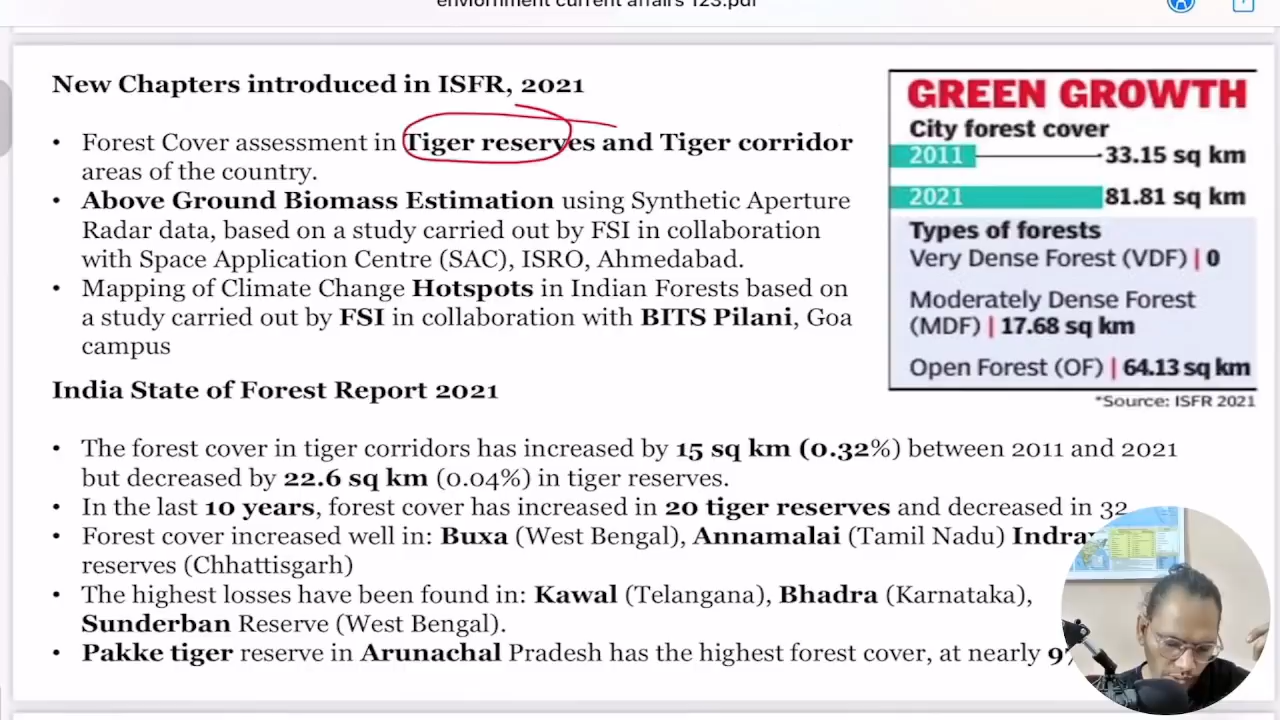 enviornment current affairs 123.pdf
New Chapters introduced in ISFR, 2021
• Forest Cover assessment in Tiger reserves and Tiger corridor
areas of the country.
• Above Ground Biomass Estimation using Synthetic Aperture
Radar data, based on a study carried out by FSI in collaboration
with Space Application Centre (SAC), ISRO, Ahmedabad.
• Mapping of Climate Change Hotspots in Indian Forests based on
a study carried out by FSI in collaboration with BITS Pilani, Goa
campus
GREEN GROWTH
City forest cover
2011 33.15 sq km
2021 81.81 sq km
Types of forests
Very Dense Forest (VDF) | 0
Moderately Dense Forest
(MDF) | 17.68 sq km
Open Forest (OF) | 64.13 sq km
*Source: ISFR 2021
India State of Forest Report 2021
• The forest cover in tiger corridors has increased by 15 sq km (0.32%) between 2011 and 2021
but decreased by 22.6 sq km (0.04%) in tiger reserves.
• In the last 10 years, forest cover has increased in 20 tiger reserves and decreased in 32
• Forest cover increased well in: Buxa (West Bengal), Annamalai (Tamil Nadu)
reserves (Chhattisgarh)
• The highest losses have been found in: Kawal (Telangana), Bhadra (Karnataka),
Sunderban Reserve (West Bengal).
• Pakke tiger reserve in Arunachal Pradesh has the highest forest cover, at nearly